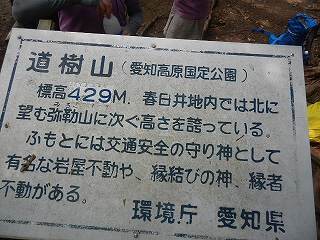 道樹山（愛知高原国定公園）
標高429M．春日井地内では北に
望む弥勒山に次ぐ高さを誇っている。
ふもとには交通安全の守り神として
有名な岩屋不動や、縁結びの神、縁者
不動がある。
環境庁 愛知県